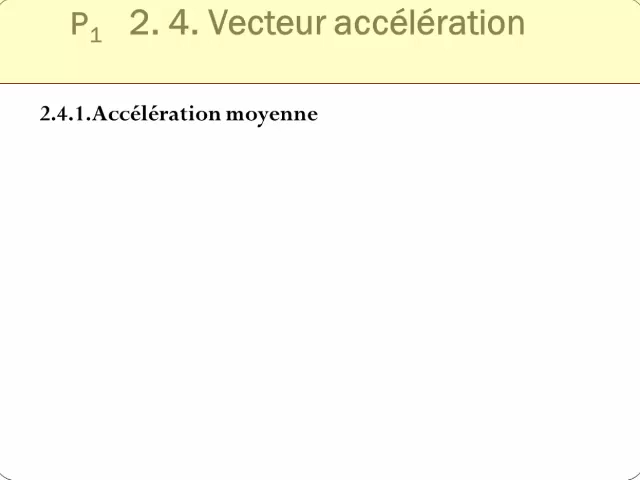 P1 2. 4. Vecteur accélération
2.4.1.Accélération moyenne